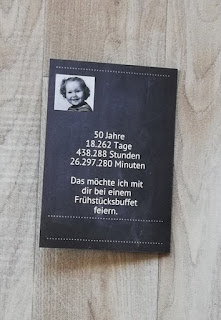 50 Jahre
18.262 Tage
438.288 Stunden
26.297.280 Minuten
Das möchte ich mit
dir bei einem
Frühstücksbuffet
feiern.